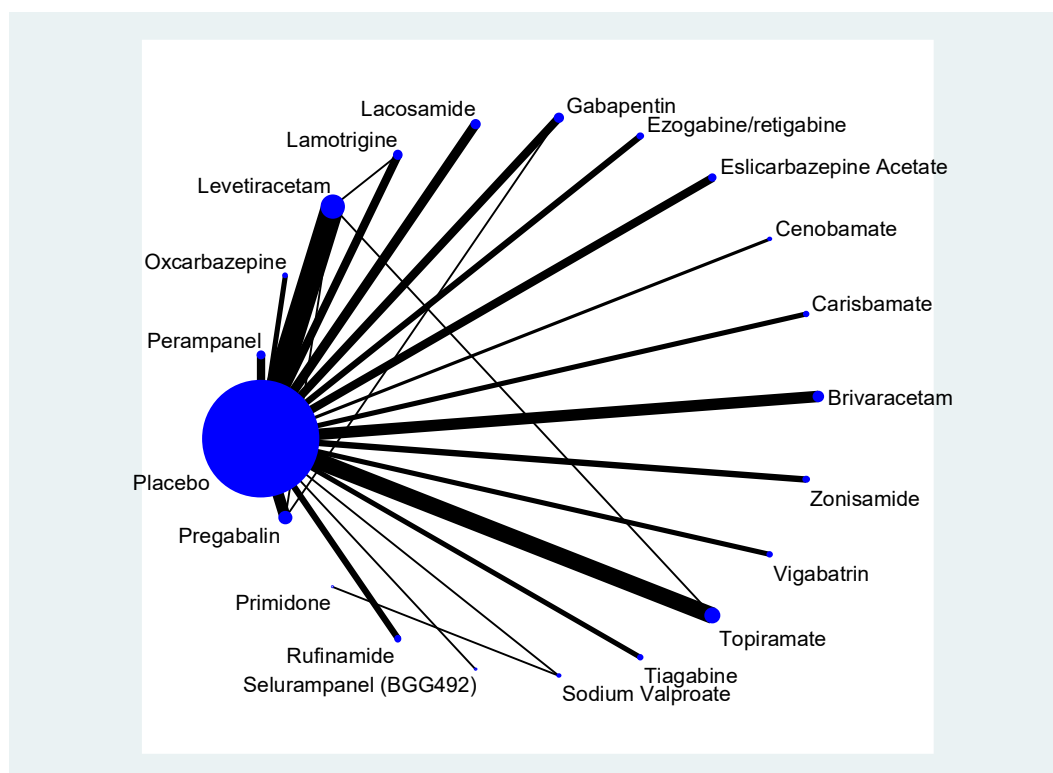 Lacosamide
Gabapentin
Ezogabine/retigabine
Lamotrigine
Eslicarbazepine Acetate
Levetiracetam
Cenobamate
Oxcarbazepine
Carisbamate
Perampanel
Brivaracetam
Placebo
Zonisamide
Pregabalin
Vigabatrin
Primidone
Topiramate
Rufinamide
Tiagabine
Selurampanel (BGG492)
Sodium Valproate